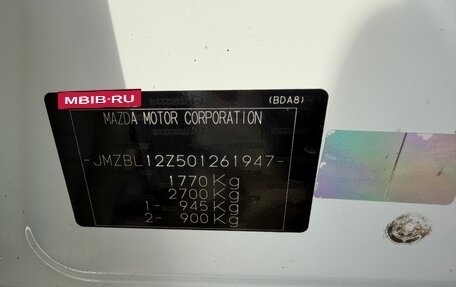 MBIB-RU
(BDA8)
MAZDA MOTOR CORPORATION
-JMZBL12Z501261947-
1770 Kg
2700 Kg
1- 945 Kg
2- 900 Kg